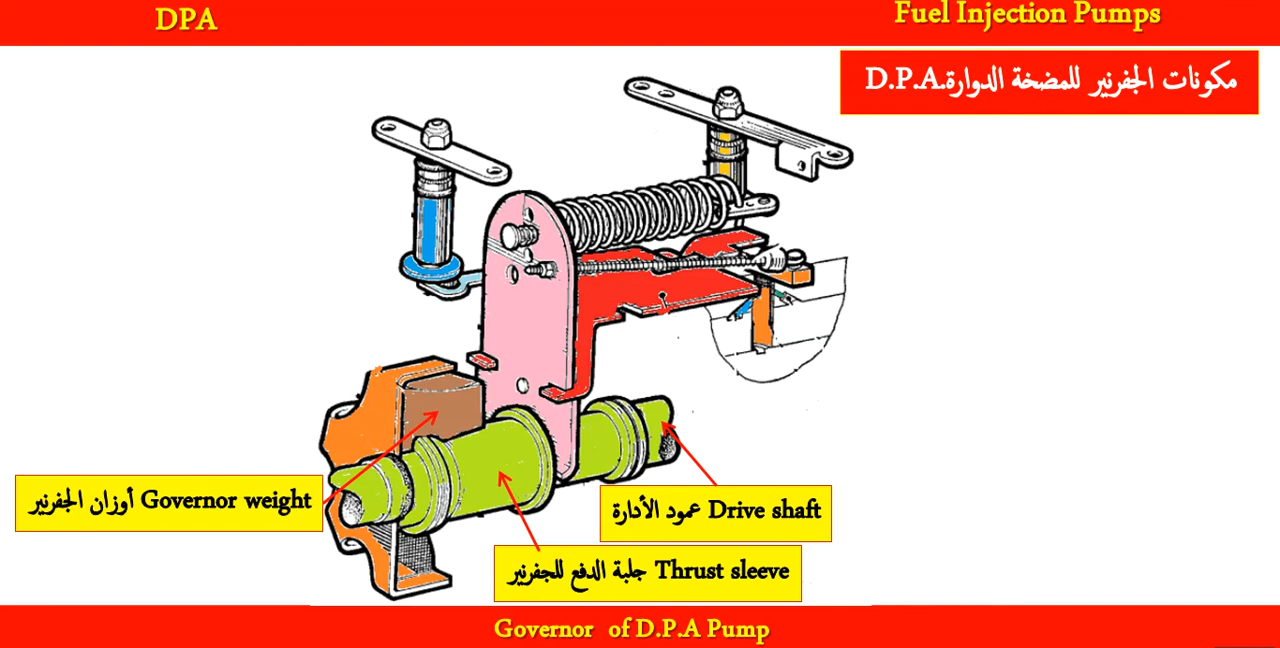 DPA
Fuel Injection Pumps
مكونات الجفرنير للمضخة الدوارة.D.P.A
أوزان الجفرنير Governor weight
عمود الأدارة Drive shaft
جلبة الدفع للجفرنير Thrust sleeve
Governor of D.P.A Pump